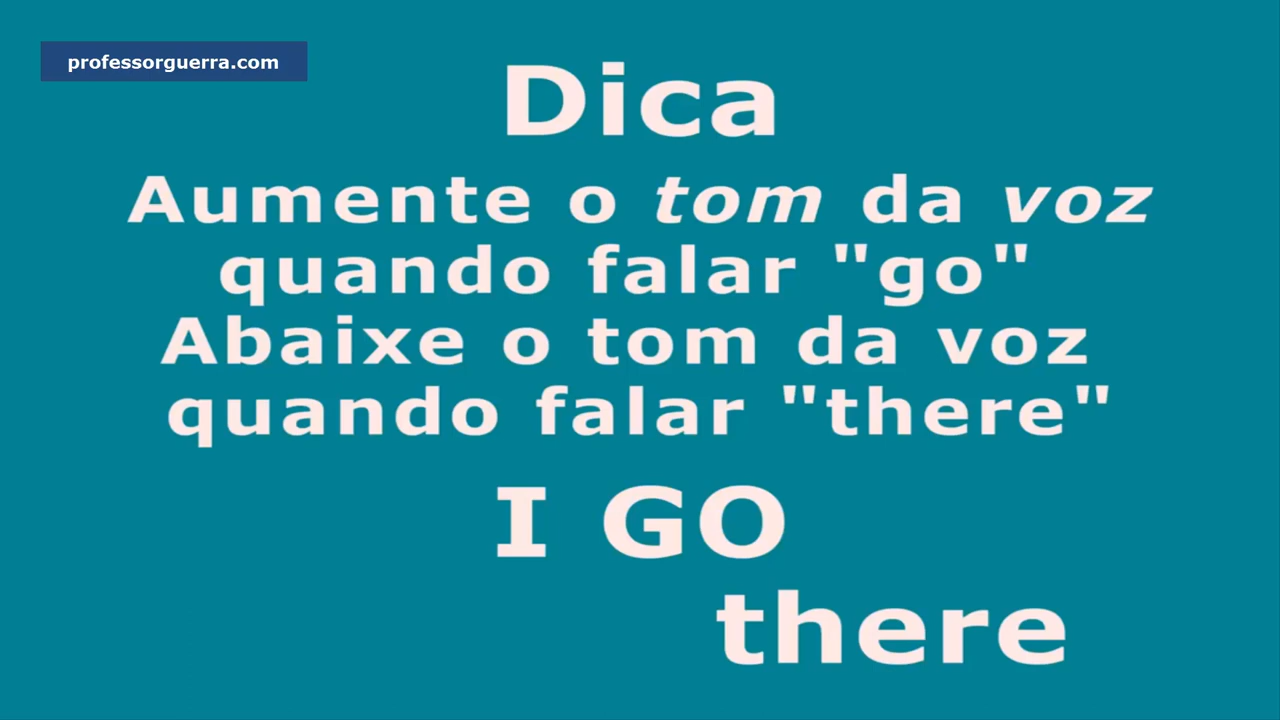 professorguerra.com
Dica
Aumente o tom da voz
quando falar "go"
Abaixe o tom da voz
quando falar "there"
I GO
there